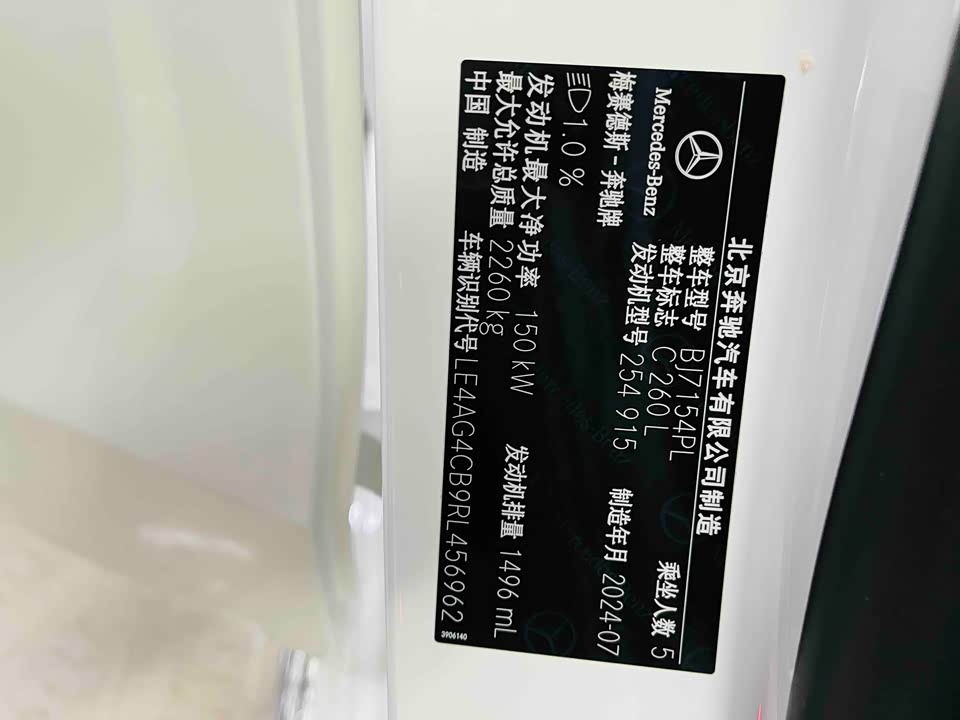 北京奔驰汽车有限公司制造
Mercedes-Benz
梅赛德斯-奔驰牌
整车型号 BJ7154PL
整车标志 C 260 L
乘坐人数 5
发动机型号 254 915
制造年月 2024-07
1.0 %
发动机最大净功率 150 kW
发动机排量 1496 mL
最大允许总质量 2260 kg
中国 制造
车辆识别代号 LE4AG4CB9RL456962
3906140